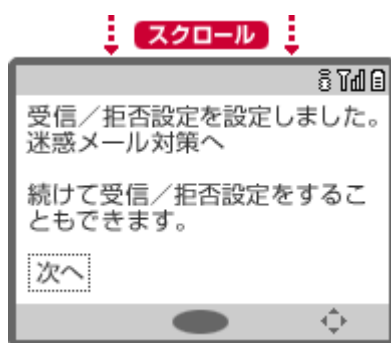 スクロール
受信／拒否設定を設定しました。
迷惑メール対策へ
続けて受信／拒否設定をするこ
ともできます。
次へ